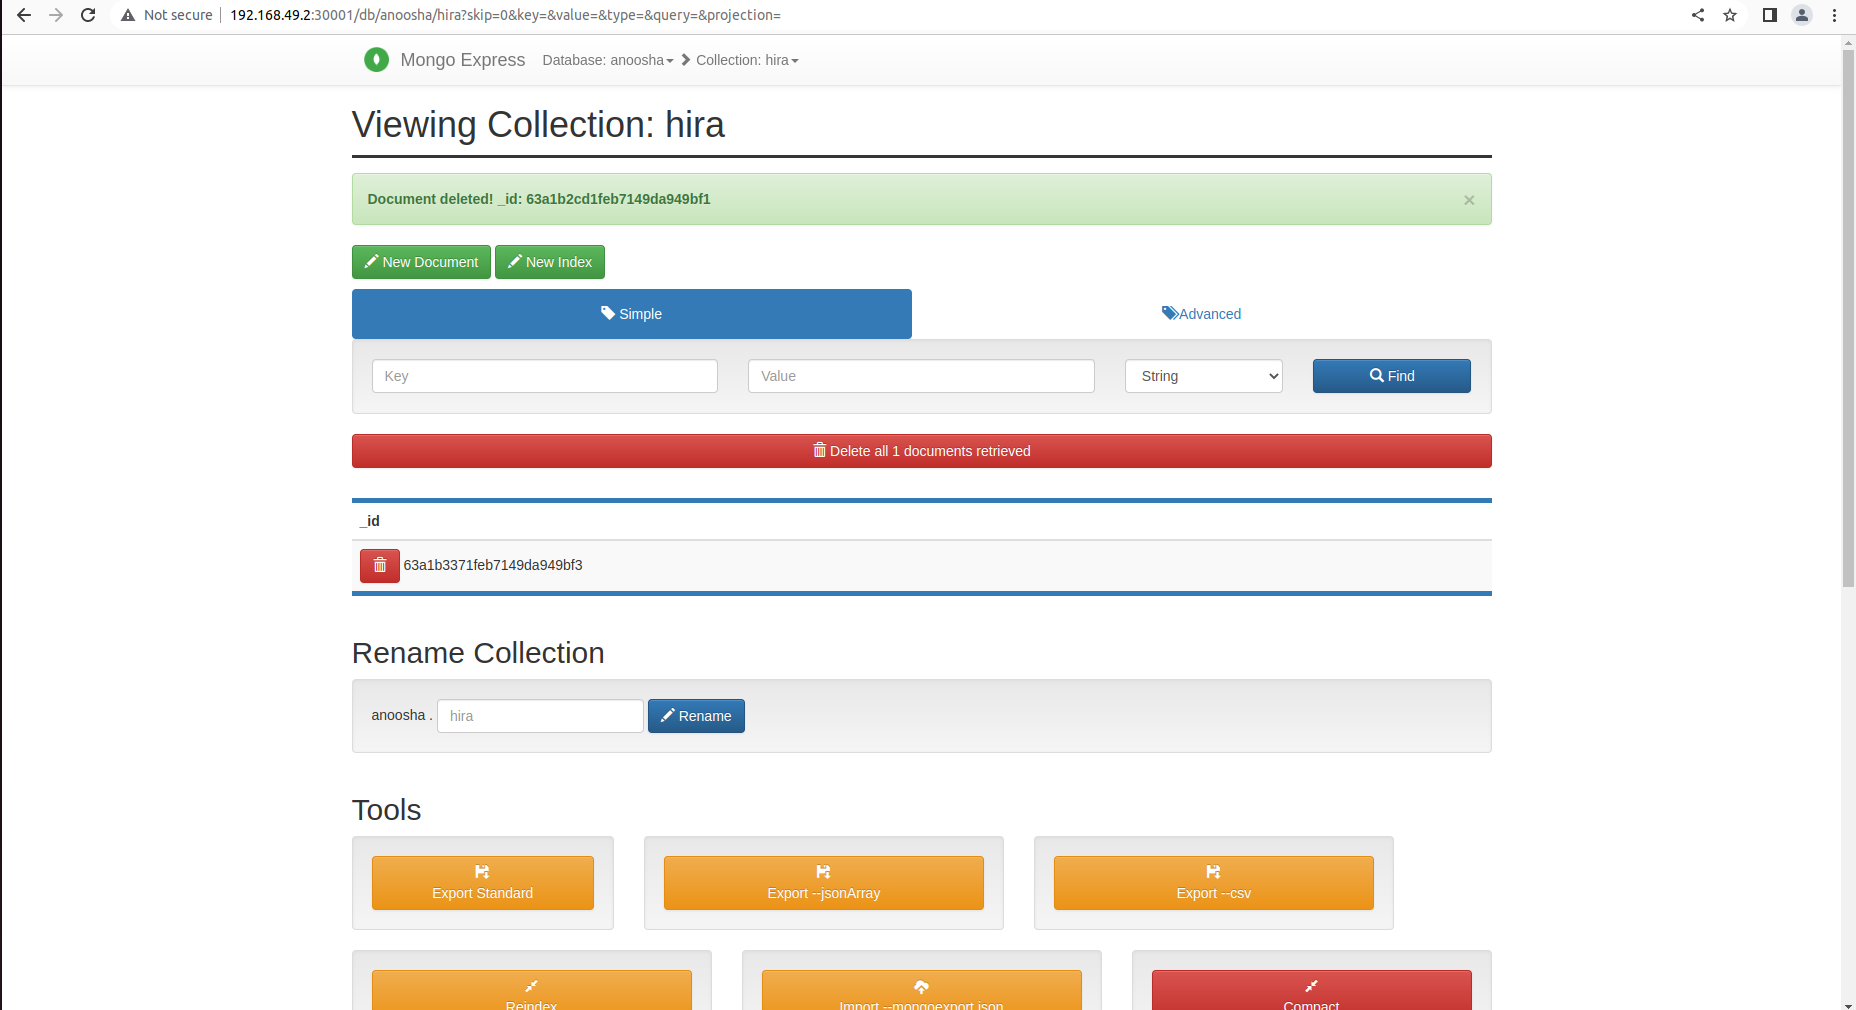 Not secure 192.168.49.2:30001/db/anoosha/hira?skip=0&key=&value=&type=&query=&projection=
Mongo Express Database: anoosha Collection: hira
Viewing Collection: hira
Document deleted! _id: 63a1b2cd1feb7149da949bf1 ×
New Document New Index
Simple Advanced
Key Value String Find
Delete all 1 documents retrieved
_id
63a1b3371feb7149da949bf3
Rename Collection
anoosha . hira Rename
Tools
Export Standard Export --jsonArray Export --csv
Reindex Import --mongoexport json Compact